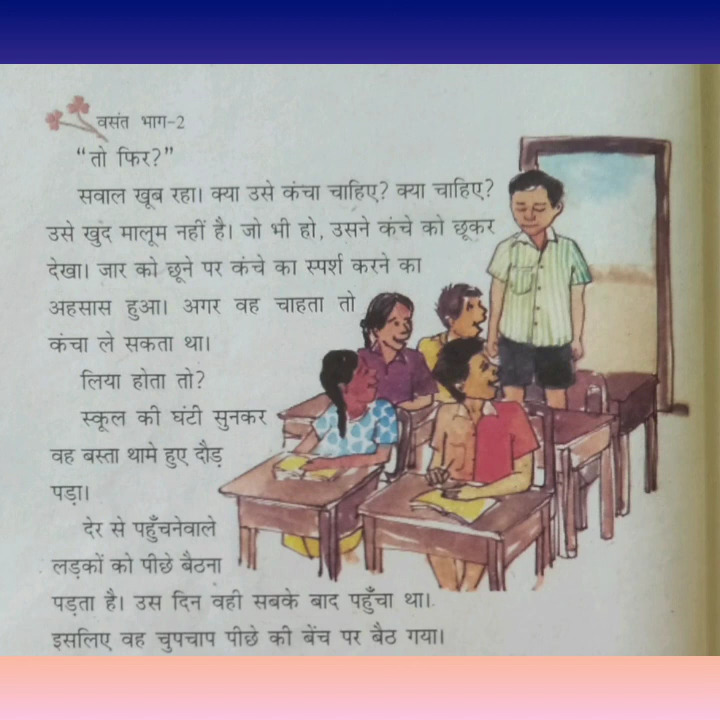 वसंत भाग-2
“तो फिर?”
सवाल खूब रहा। क्या उसे कंचा चाहिए? क्या चाहिए?
उसे खुद मालूम नहीं है। जो भी हो, उसने कंचे को छूकर
देखा। जार को छूने पर कंचे का स्पर्श करने का
अहसास हुआ। अगर वह चाहता तो
कंचा ले सकता था।
लिया होता तो?
स्कूल की घंटी सुनकर
वह बस्ता थामे हुए दौड़
पड़ा।
देर से पहुँचनेवाले
लड़कों को पीछे बैठना
पड़ता है। उस दिन वही सबके बाद पहुँचा था।
इसलिए वह चुपचाप पीछे की बेंच पर बैठ गया।